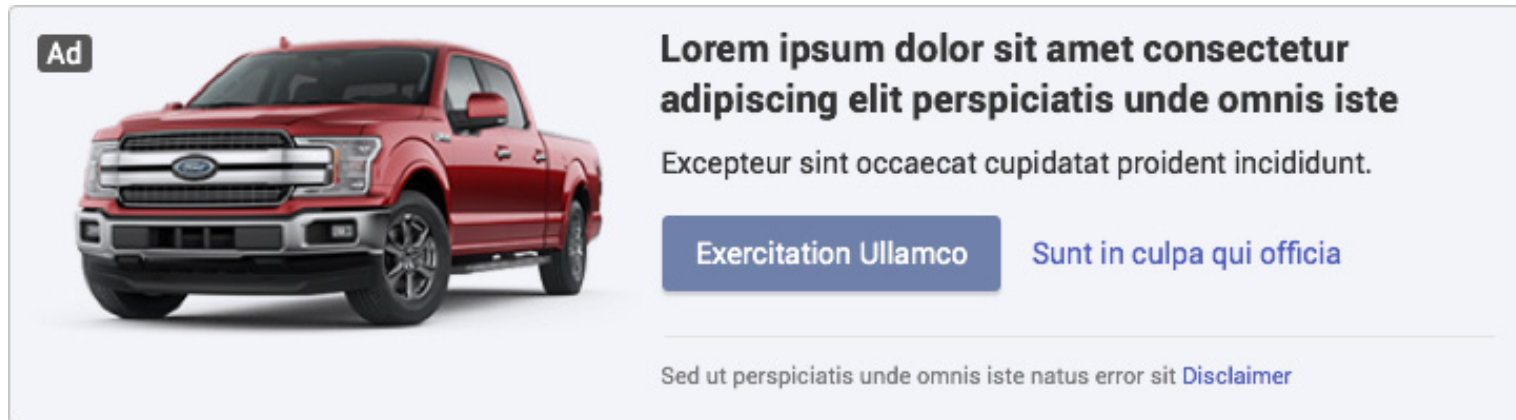 Ad
Lorem ipsum dolor sit amet consectetur
adipiscing elit perspiciatis unde omnis iste
Excepteur sint occaecat cupidatat proident incididunt.
Ford
Exercitation Ullamco
Sunt in culpa qui officia
Sed ut perspiciatis unde omnis iste natus error sit Disclaimer